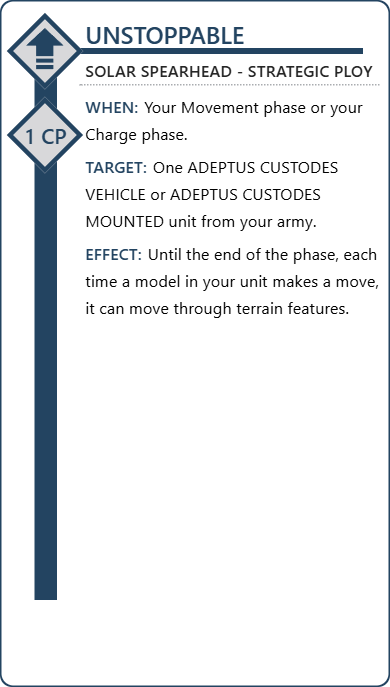 UNSTOPPABLE
SOLAR SPEARHEAD - STRATEGIC PLOY
WHEN: Your Movement phase or your
1 CP
Charge phase.
TARGET: One ADEPTUS CUSTODES
VEHICLE or ADEPTUS CUSTODES
MOUNTED unit from your army.
EFFECT: Until the end of the phase, each
time a model in your unit makes a move,
it can move through terrain features.